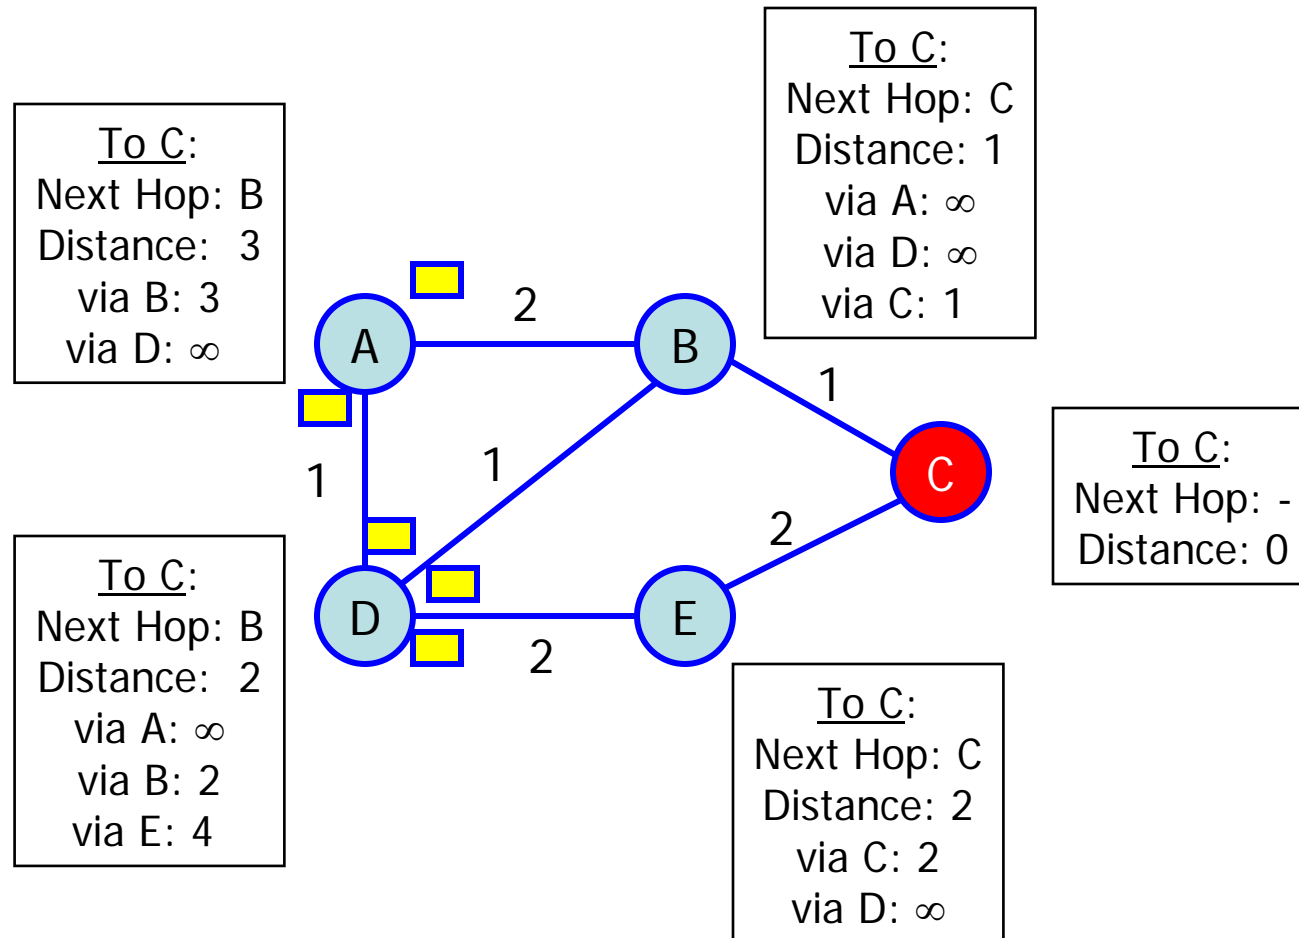 To C:
Next Hop: C
Distance: 1
via A: ∞
via D: ∞
via C: 1
To C:
Next Hop: B
Distance: 3
via B: 3
via D: ∞
A
2
B
1
C
1
1
2
D
2
E
To C:
Next Hop: -
Distance: 0
To C:
Next Hop: B
Distance: 2
via A: ∞
via B: 2
via E: 4
To C:
Next Hop: C
Distance: 2
via C: 2
via D: ∞